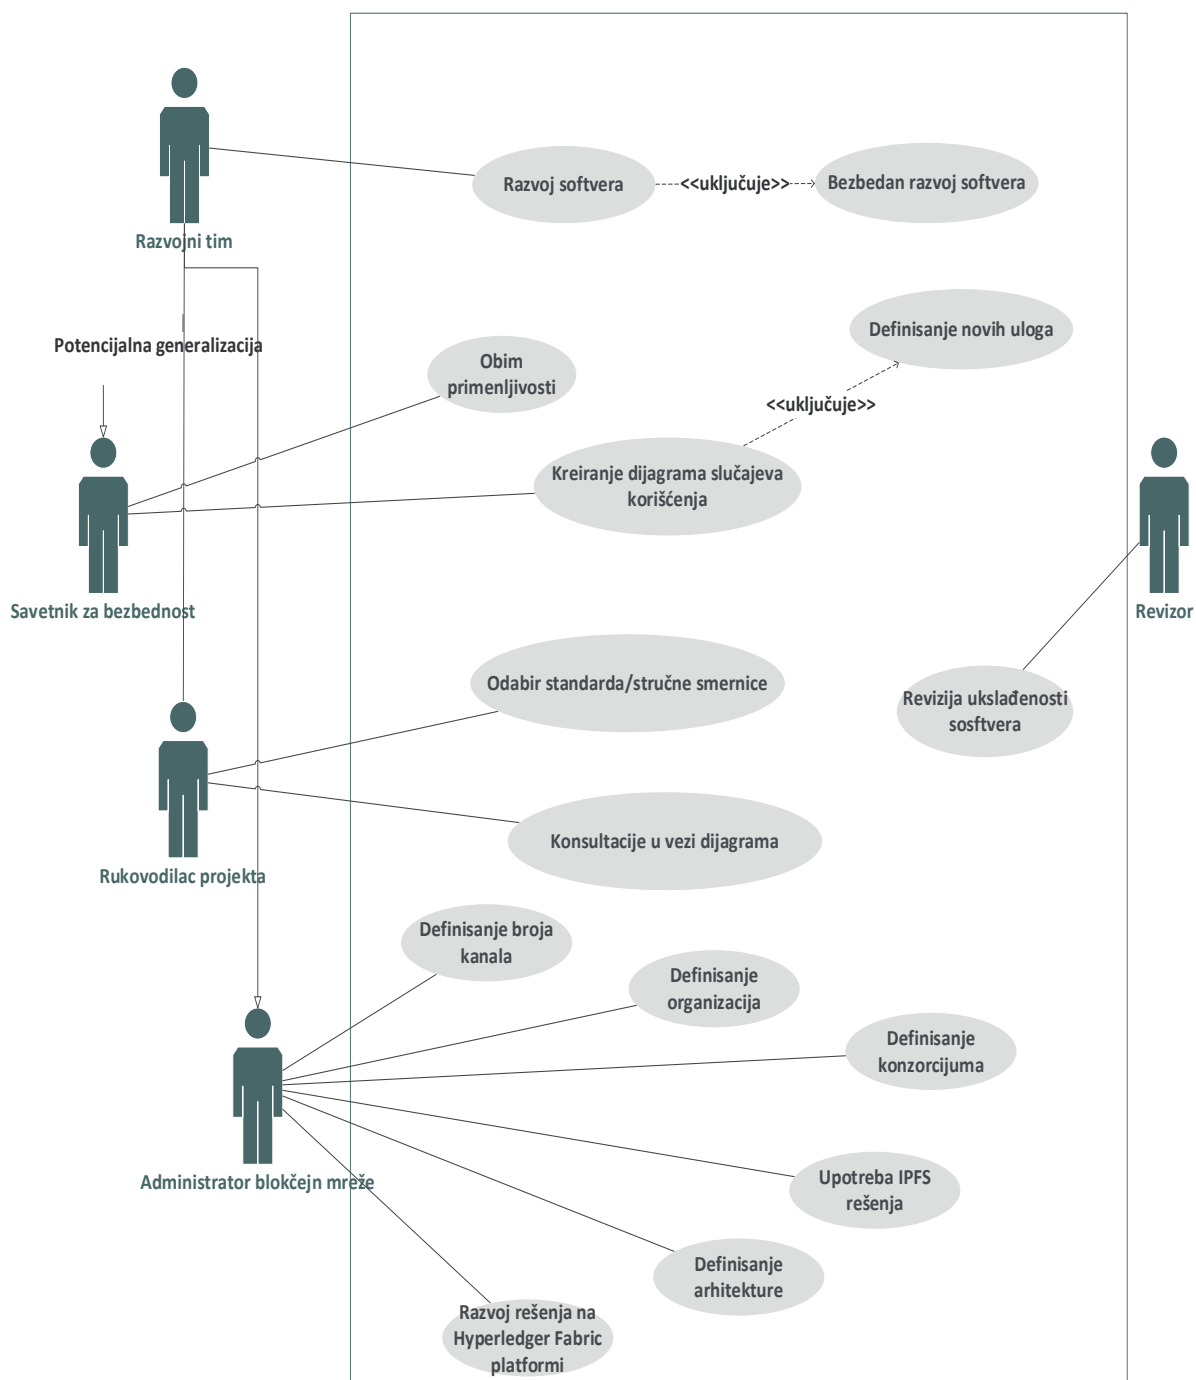 Razvojni tim
Razvoj softvera
<<uključuje>>
Bezbedan razvoj softvera
Potencijalna generalizacija
Definisanje novih uloga
Obim
primenljivosti
<<uključuje>>
Kreiranje dijagrama slučajeva
korišćenja
Savetnik za bezbednost
Revizor
Odabir standarda/stručne smernice
Revizija ukslađenosti
sosftvera
Konsultacije u vezi dijagrama
Rukovodilac projekta
Definisanje broja
kanala
Definisanje
organizacija
Definisanje
konzorcijuma
Administrator blokčejn mreže
Upotreba IPFS
rešenja
Definisanje
arhitekture
Razvoj rešenja na
Hyperledger Fabric
platformi